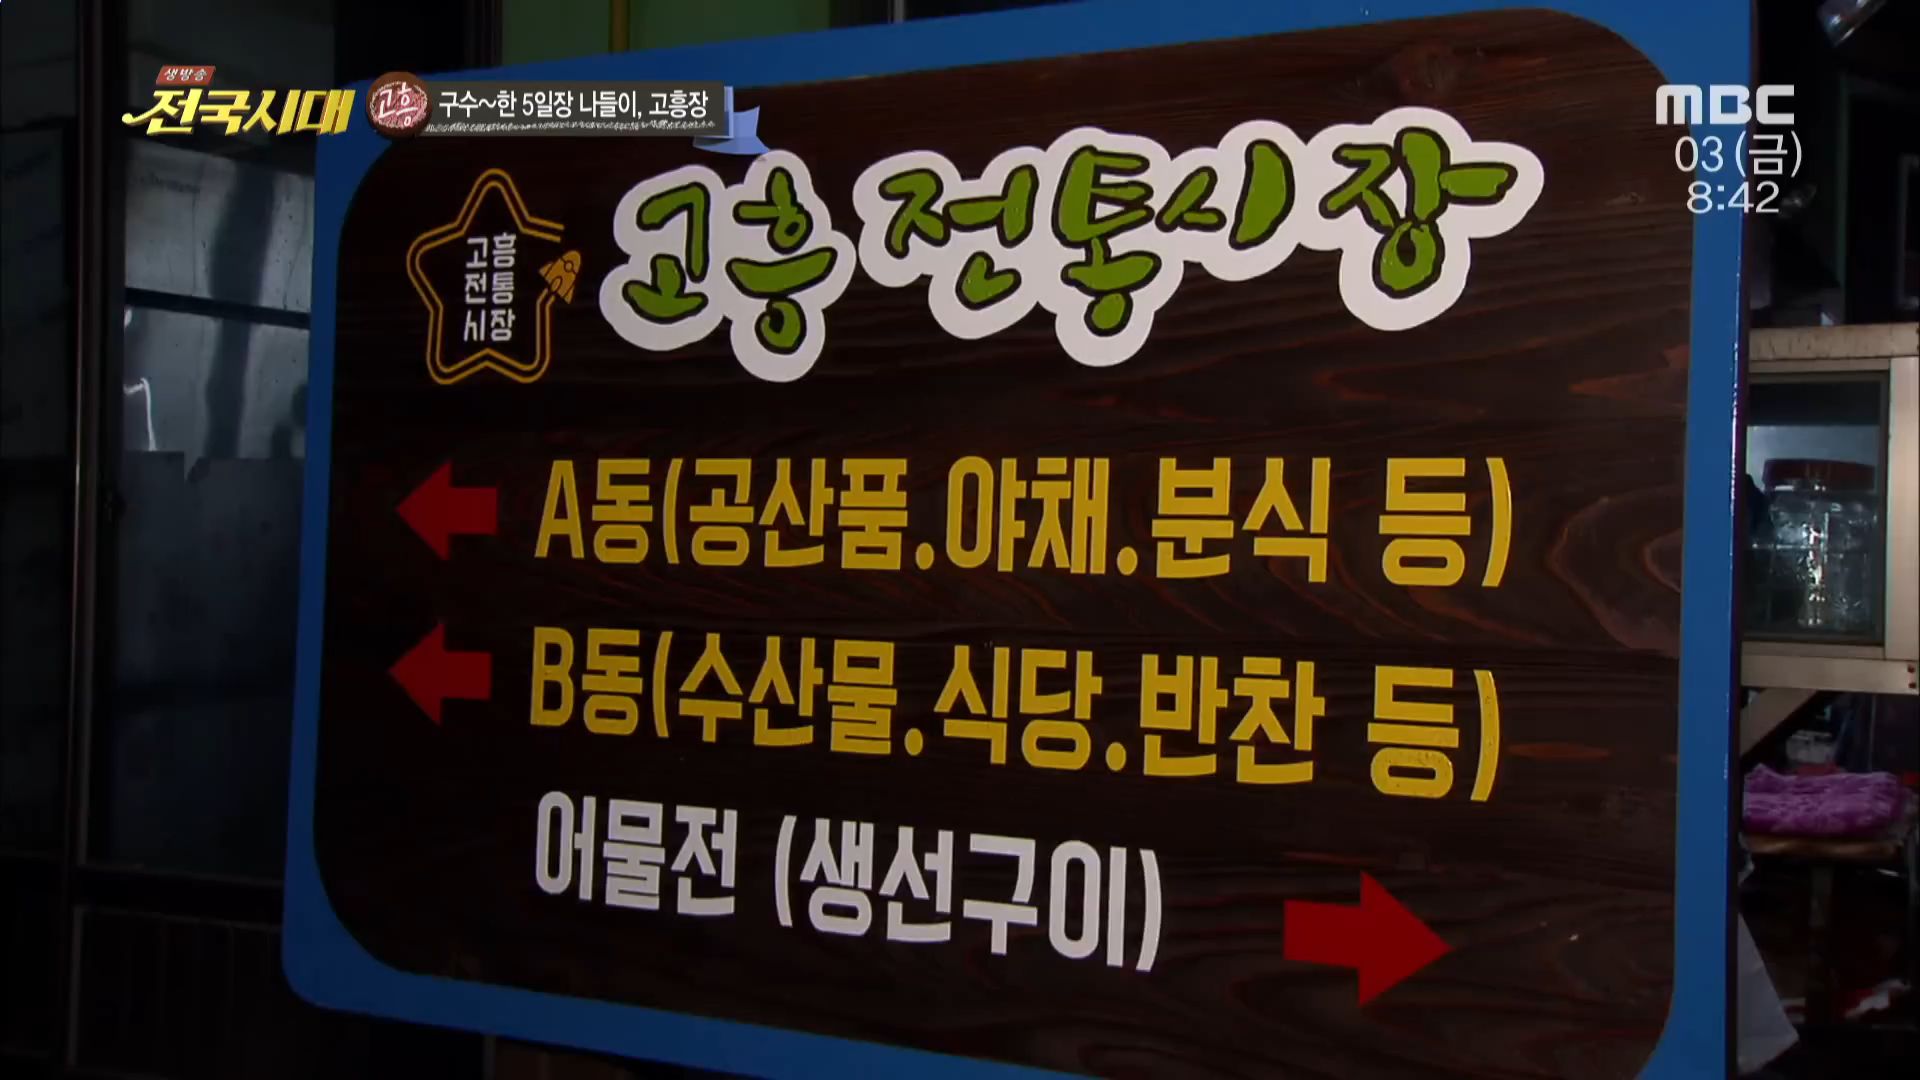 생방송
전국시대
고흥
구수~한 5일장 나들이, 고흥장
MBC
03(금)
8:42
고흥
전통
시장
고흥 전통시장
A동(공산품.야채.분식 등)
B동(수산물.식당.반찬 등)
어물전 (생선구이)